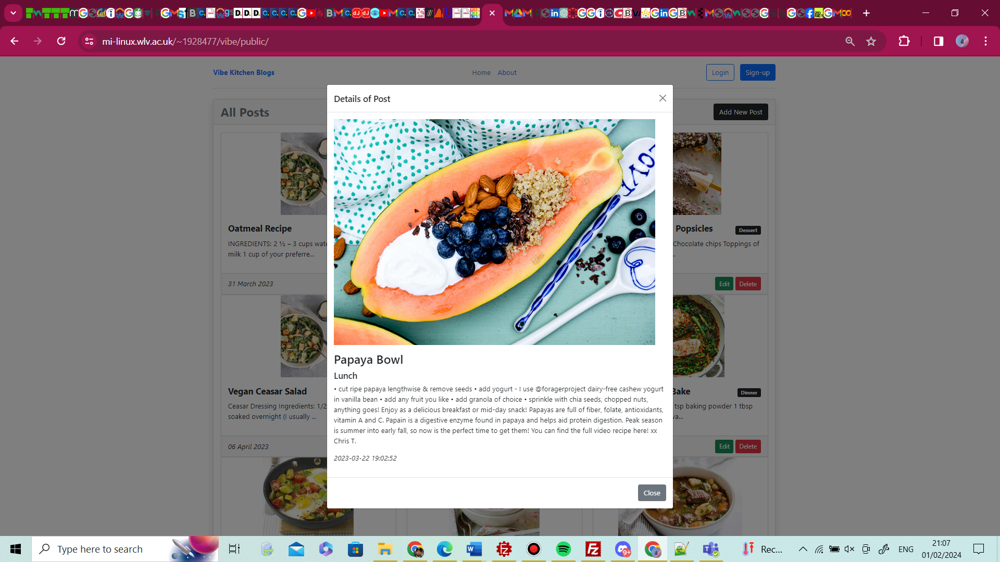 mi-linux.wlv.ac.uk/~1928477/vibe/public/
Vibe Kitchen Blogs
Home
About
Login
Sign-up
All Posts
Add New Post
Details of Post
Oatmeal Recipe
INGREDIENTS: 2 ½ – 3 cups
milk 1 cup of your preferre...
31 March 2023
Popsicles
Dessert
Chocolate chips Toppings of
Edit
Delete
Vegan Ceasar Salad
Ceasar Dressing Ingredients: 1/2
soaked overnight (I usually ...
06 April 2023
Bake
Dinner
tsp baking powder 1 tbsp
Edit
Delete
Papaya Bowl
Lunch
• cut ripe papaya lengthwise & remove seeds • add yogurt - I use @foragerproject dairy-free cashew yogurt
in vanilla bean • add any fruit you like • add granola of choice • sprinkle with chia seeds, chopped nuts,
anything goes! Enjoy as a delicious breakfast or mid-day snack! Papayas are full of fiber, folate, antioxidants,
vitamin A and C. Papain is a digestive enzyme found in papaya and helps aid protein digestion. Peak season
is summer into early fall, so now is the perfect time to get them! You can find the full video recipe here! xx
Chris T.
2023-03-22 19:02:52
Close
Type here to search
9+
Rec...
ENG
21:07
01/02/2024